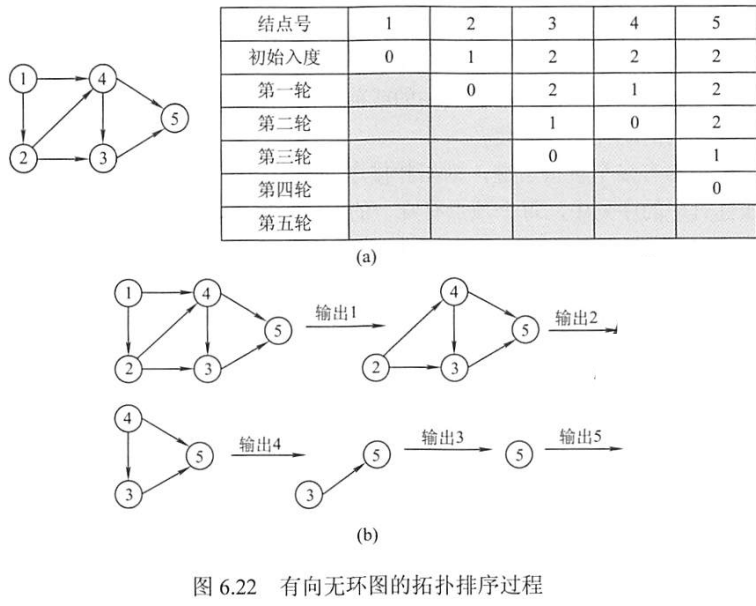 结点号 1 2 3 4 5
初始入度 0 1 2 2 2
第一轮 0 2 1 2
第二轮 1 0 2
第三轮 0 1
第四轮 0
第五轮
1 4
5
2 3
(a)
1 4
5
2 3
输出1
4
5
2 3
输出2
4
5
3
输出4
5
3
输出3
5
输出5
(b)
图 6.22 有向无环图的拓扑排序过程